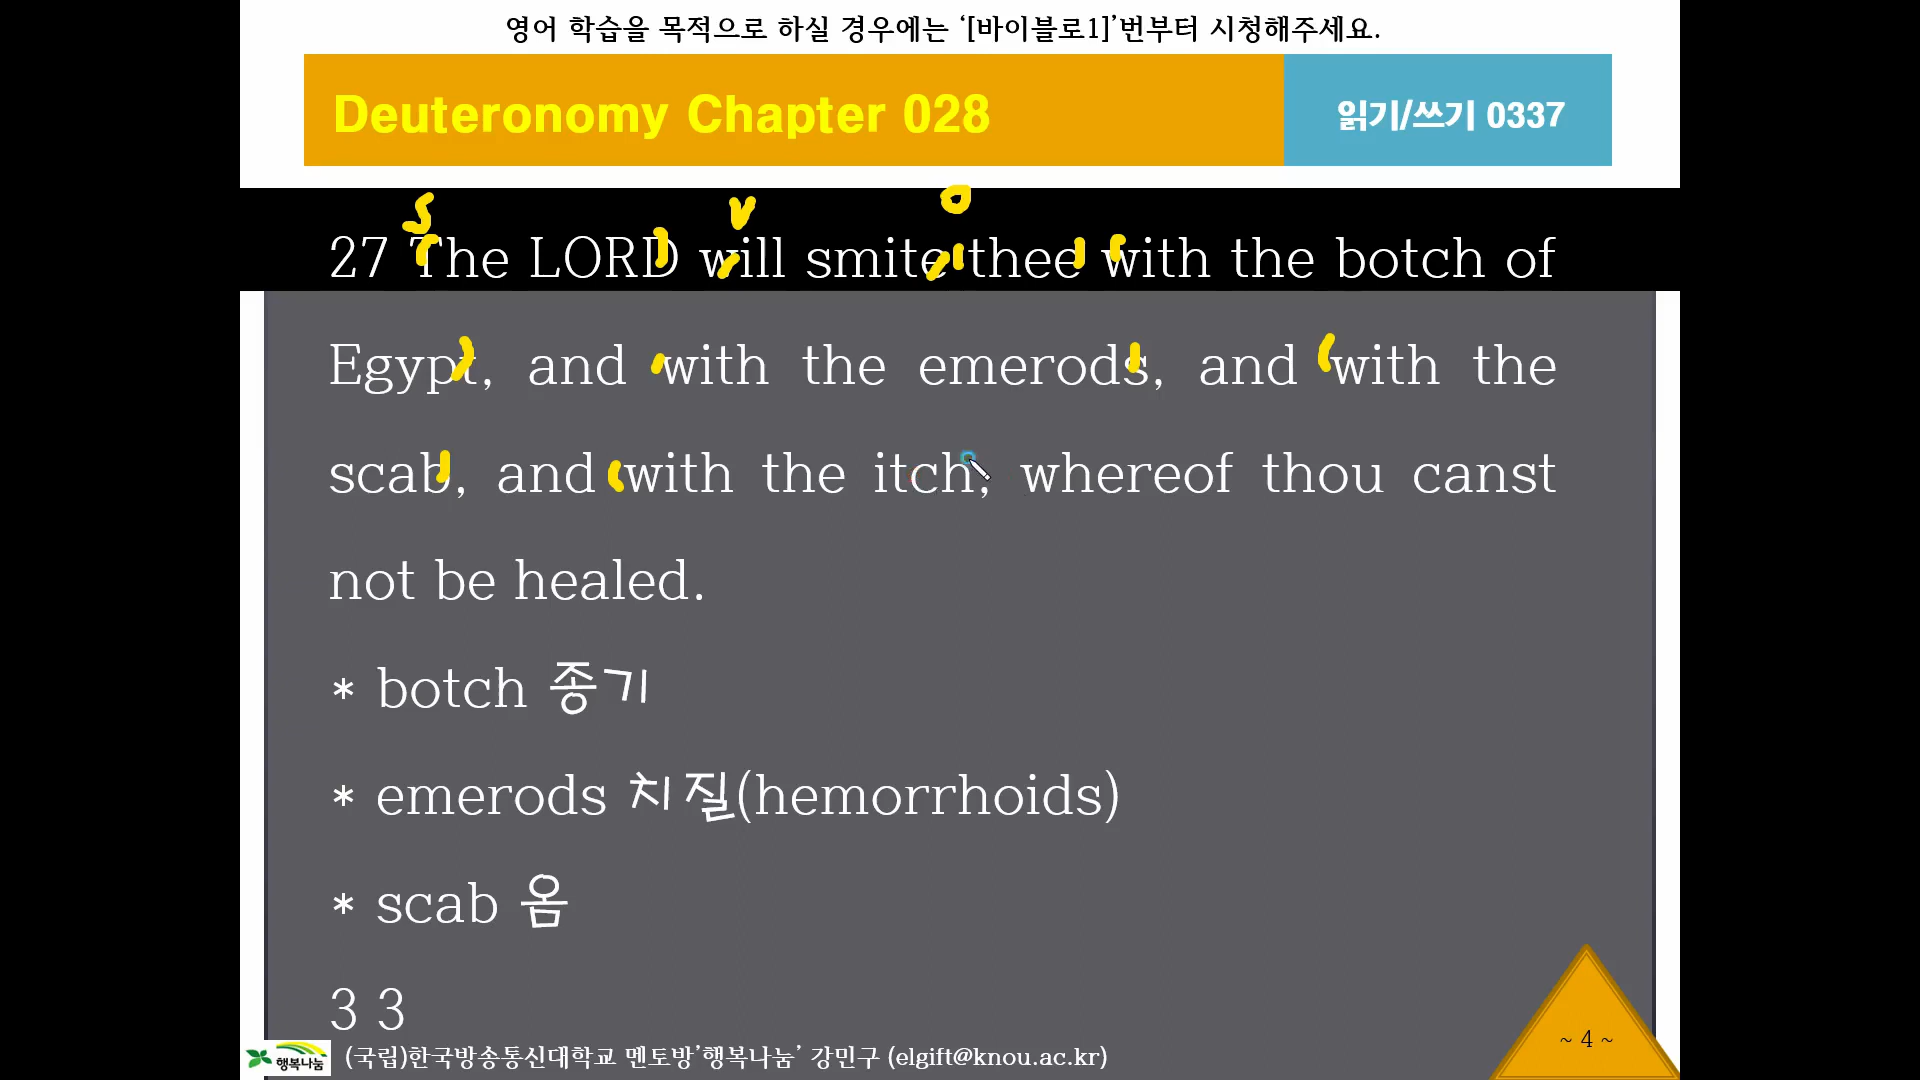 영어 학습을 목적으로 하실 경우에는 ‘[바이블로1]’번부터 시청해주세요.
Deuteronomy Chapter 028
읽기/쓰기 0337
S V O
27 The LORD will smite thee with the botch of
Egypt, and with the emerods, and with the
scab, and with the itch, whereof thou canst
not be healed.
* botch 종기
* emerods 치질(hemorrhoids)
* scab 옴
3 3
~ 4 ~
행복나눔 (국립)한국방송통신대학교 멘토방’행복나눔’ 강민구 (elgift@knou.ac.kr)